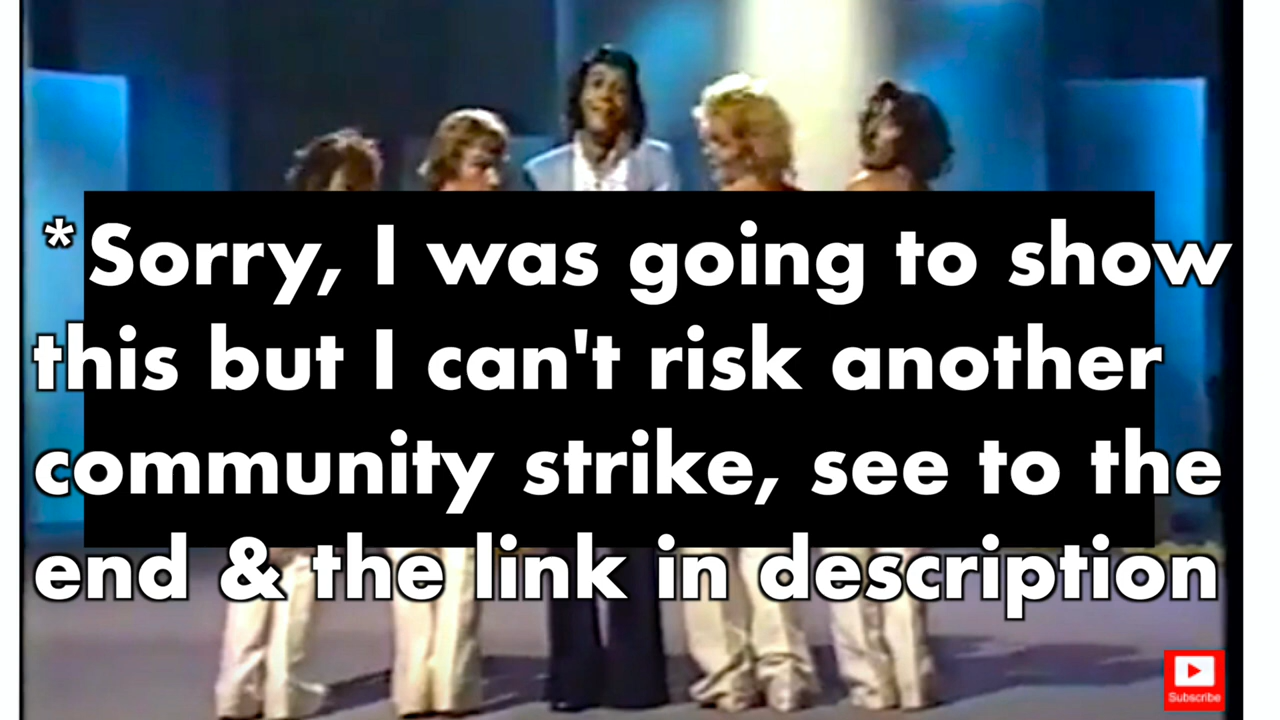 *Sorry, I was going to show
this but I can't risk another
community strike, see to the
end & the link in description
Subscribe